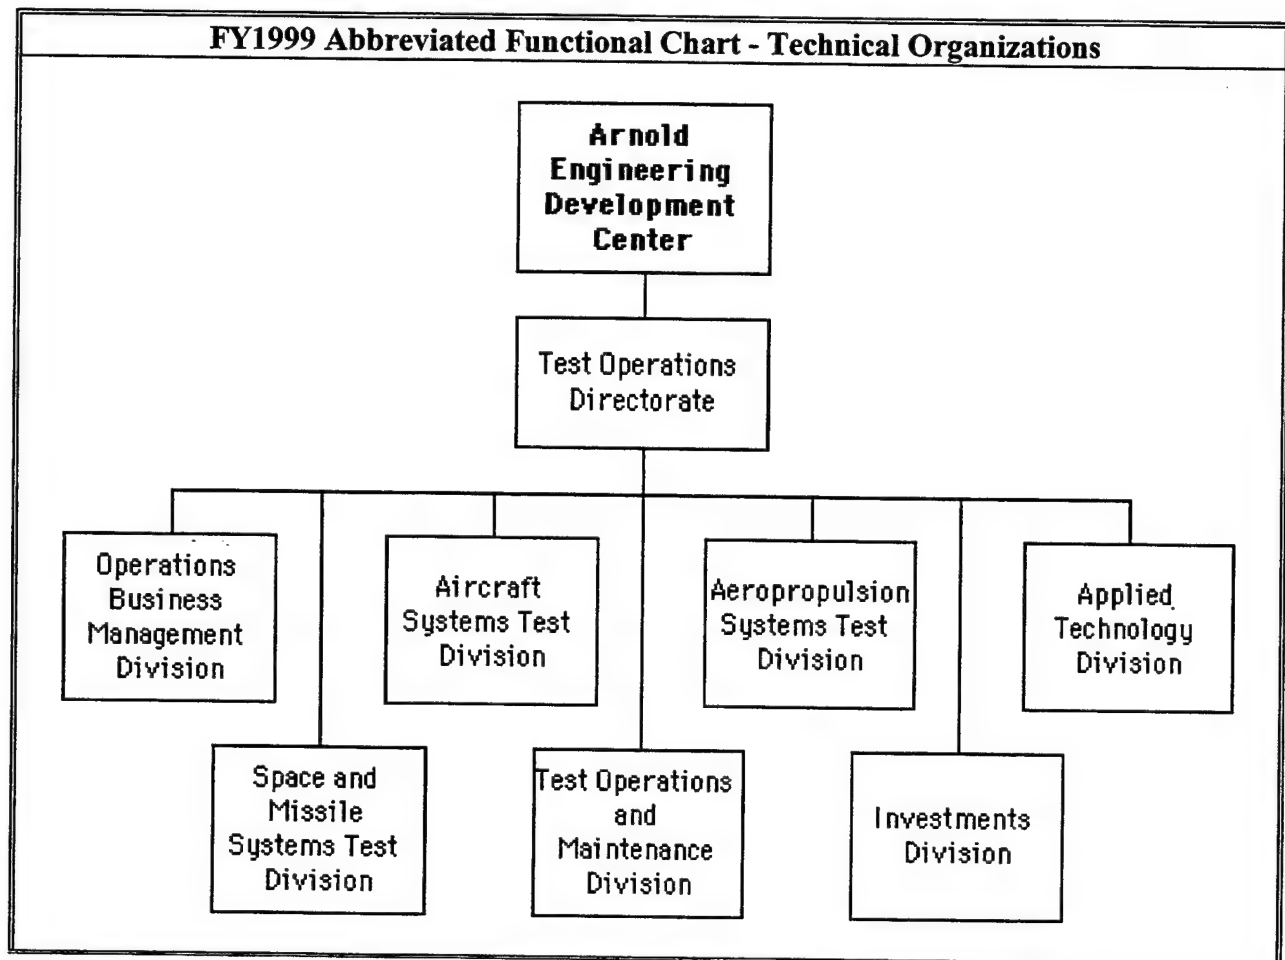 FY1999 Abbreviated Functional Chart - Technical Organizations
Arnold
Engineering
Development
Center
Test Operations
Directorate
Operations
Business
Management
Division
Aircraft
Systems Test
Division
Aeropropulsion
Systems Test
Division
Applied
Technology
Division
Space and
Missile
Systems Test
Division
Test Operations
and
Maintenance
Division
Investments
Division